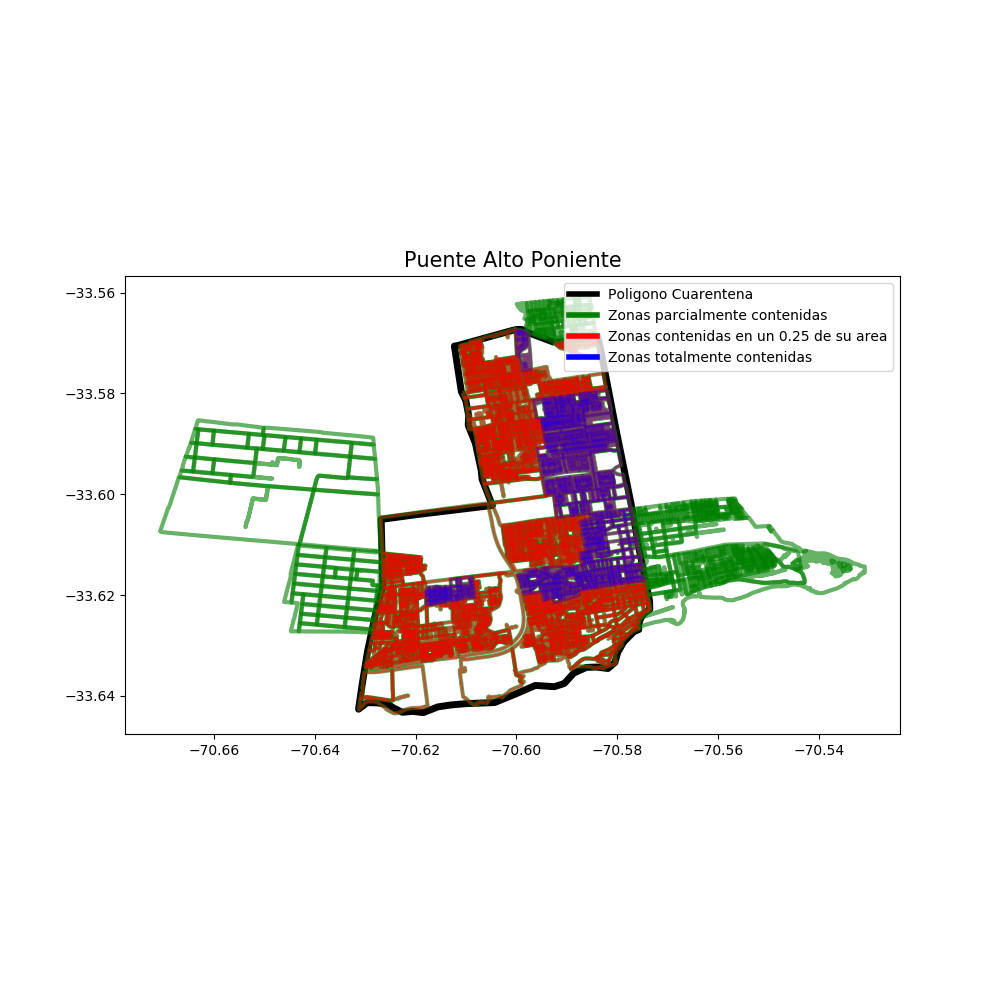 Puente Alto Poniente
Poligono Cuarentena
Zonas parcialmente contenidas
Zonas contenidas en un 0.25 de su area
Zonas totalmente contenidas
−33.56
−33.58
−33.60
−33.62
−33.64
−70.66 −70.64 −70.62 −70.60 −70.58 −70.56 −70.54